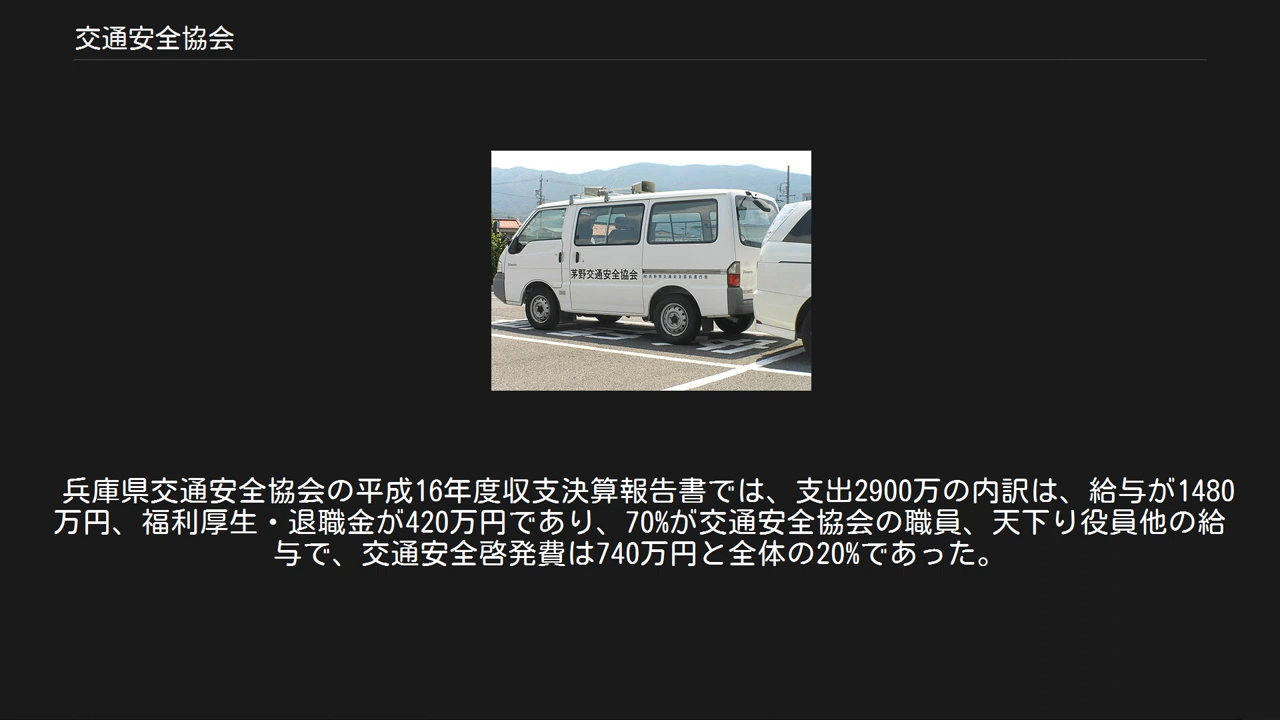 交通安全協会
茅野交通安全協会
兵庫県交通安全協会の平成16年度収支決算報告書では、支出2900万の内訳は、給与が1480
万円、福利厚生・退職金が420万円であり、70%が交通安全協会の職員、天下り役員他の給
与で、交通安全啓発費は740万円と全体の20%であった。